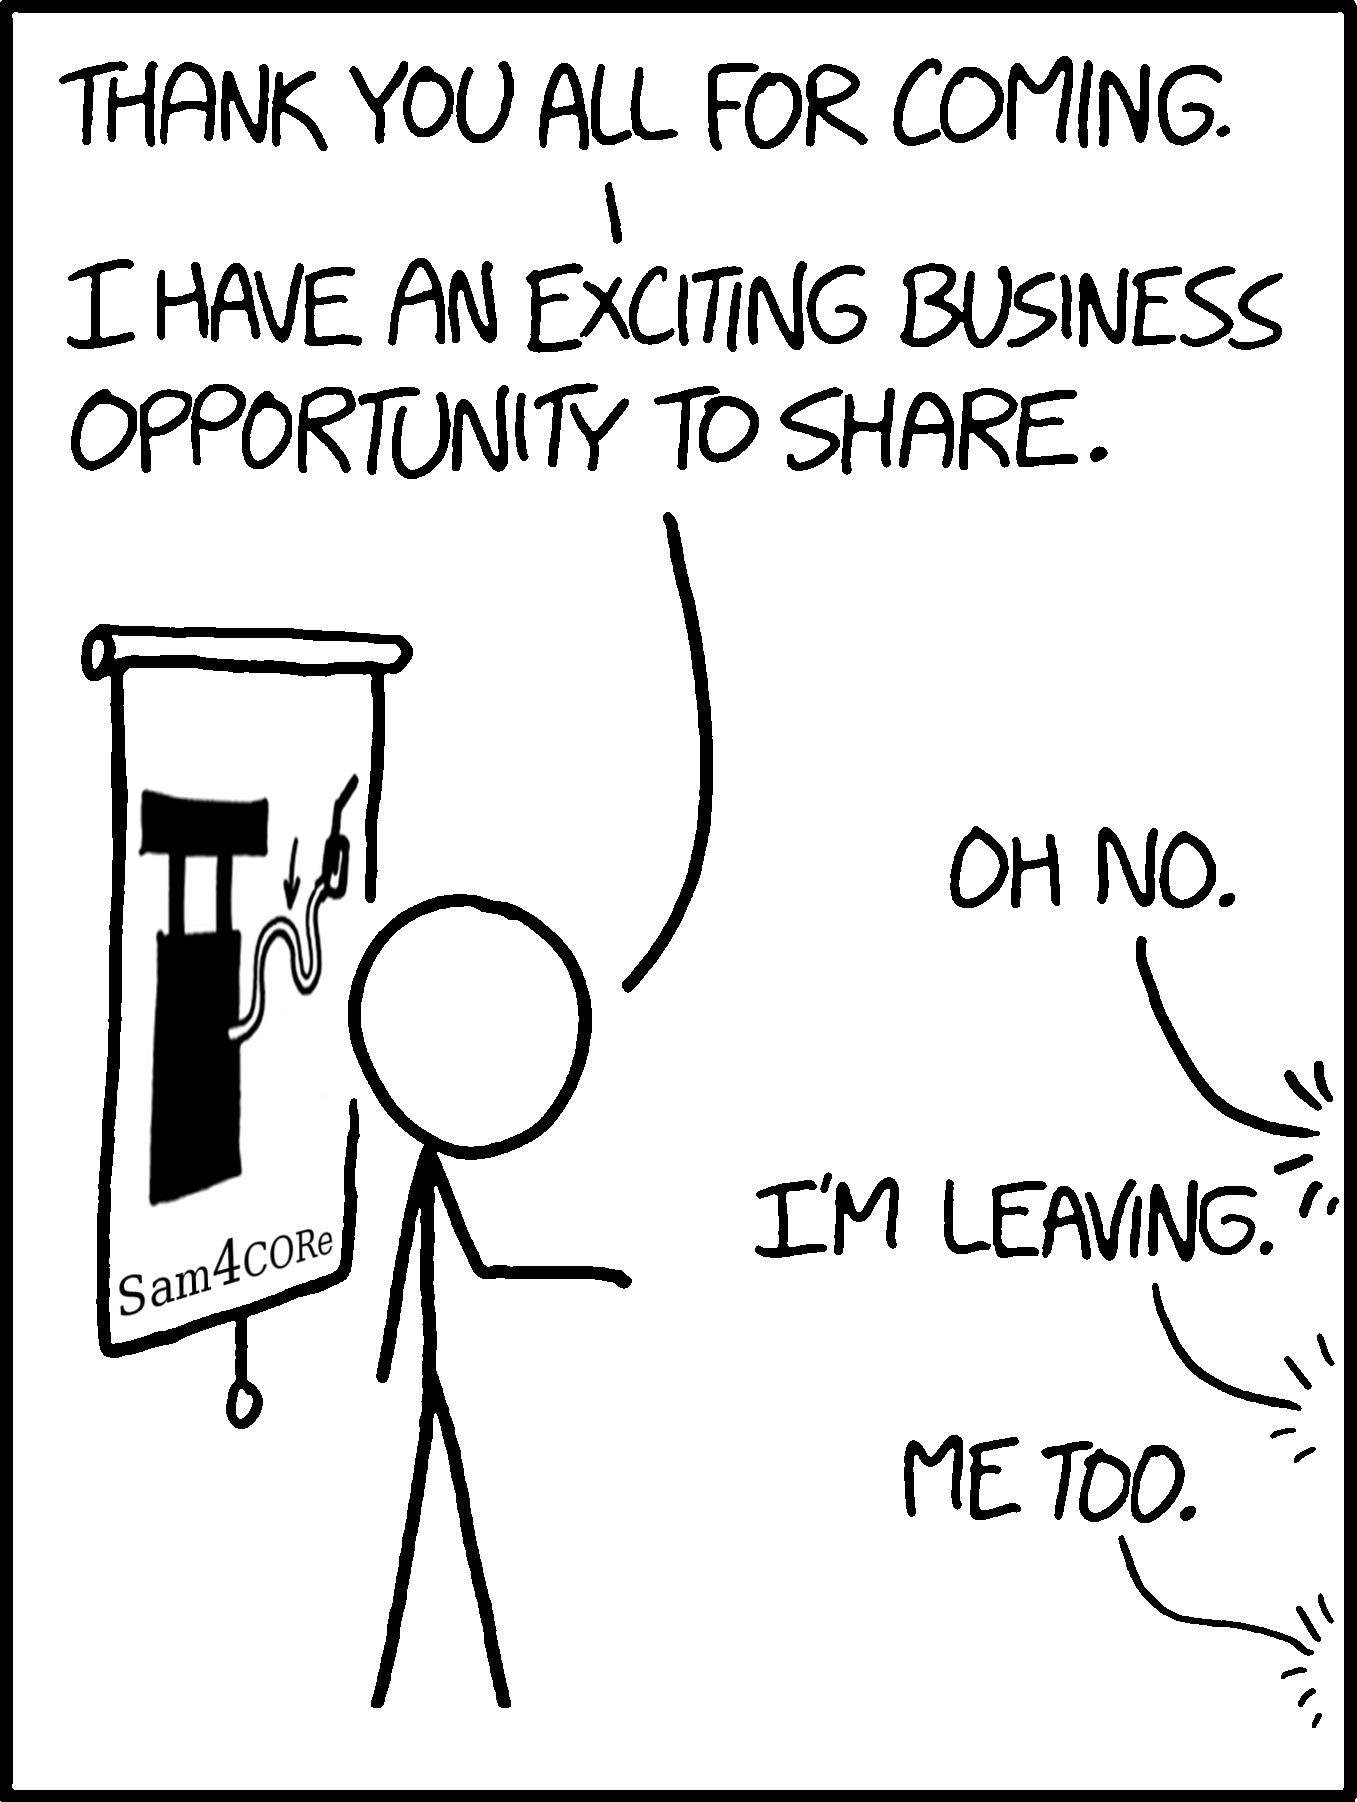 THANK YOU ALL FOR COMING.
I HAVE AN EXCITING BUSINESS
OPPORTUNITY TO SHARE.
OH NO.
I'M LEAVING.
ME TOO.
Sam4CORe